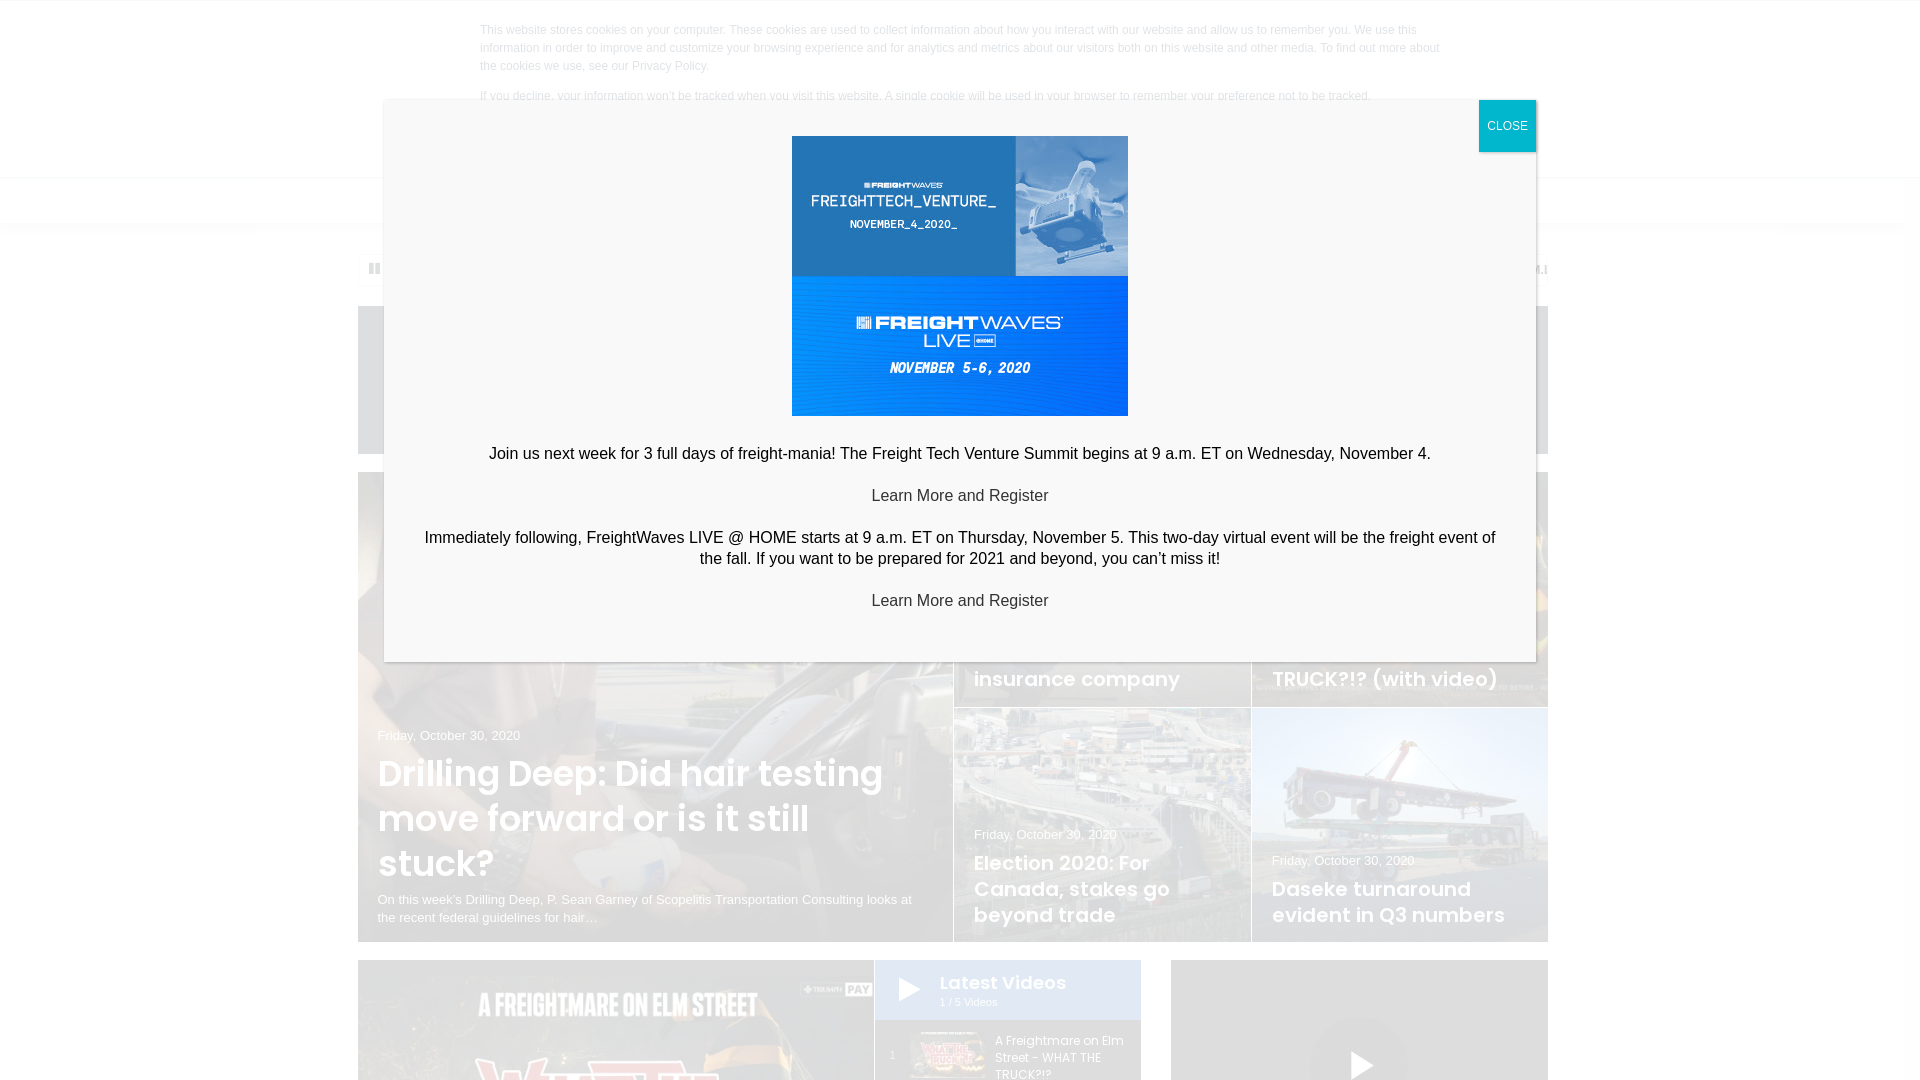 This website stores cookies on your computer. These cookies are used to collect information about how you interact with our website and allow us to remember you. We use this
information in order to improve and customize your browsing experience and for analytics and metrics about our visitors both on this website and other media. To find out more about
the cookies we use, see our Privacy Policy.
If you decline, your information won't be tracked when you visit this website. A single cookie will be used in your browser to remember your preference not to be tracked.
CLOSE
FREIGHTWAVES
FREIGHTTECH_VENTURE_
NOVEMBER_4_2020_
FREIGHTWAVES
LIVE @HOME
NOVEMBER 5-6, 2020
Join us next week for 3 full days of freight-mania! The Freight Tech Venture Summit begins at 9 a.m. ET on Wednesday, November 4.
Learn More and Register
Immediately following, FreightWaves LIVE @ HOME starts at 9 a.m. ET on Thursday, November 5. This two-day virtual event will be the freight event of
the fall. If you want to be prepared for 2021 and beyond, you can’t miss it!
Learn More and Register
insurance company
TRUCK?!? (with video)
Friday, October 30, 2020
Drilling Deep: Did hair testing
move forward or is it still
stuck?
On this week’s Drilling Deep, P. Sean Garney of Scopelitis Transportation Consulting looks at
the recent federal guidelines for hair…
Friday, October 30, 2020
Election 2020: For
Canada, stakes go
beyond trade
Friday, October 30, 2020
Daseke turnaround
evident in Q3 numbers
A FREIGHTMARE ON ELM STREET
TRIUMPH PAY
WHAT THE
Latest Videos
1 / 5 Videos
1
WHAT THE
TRUCK?!?
A Freightmare on Elm
Street - WHAT THE
TRUCK?!?